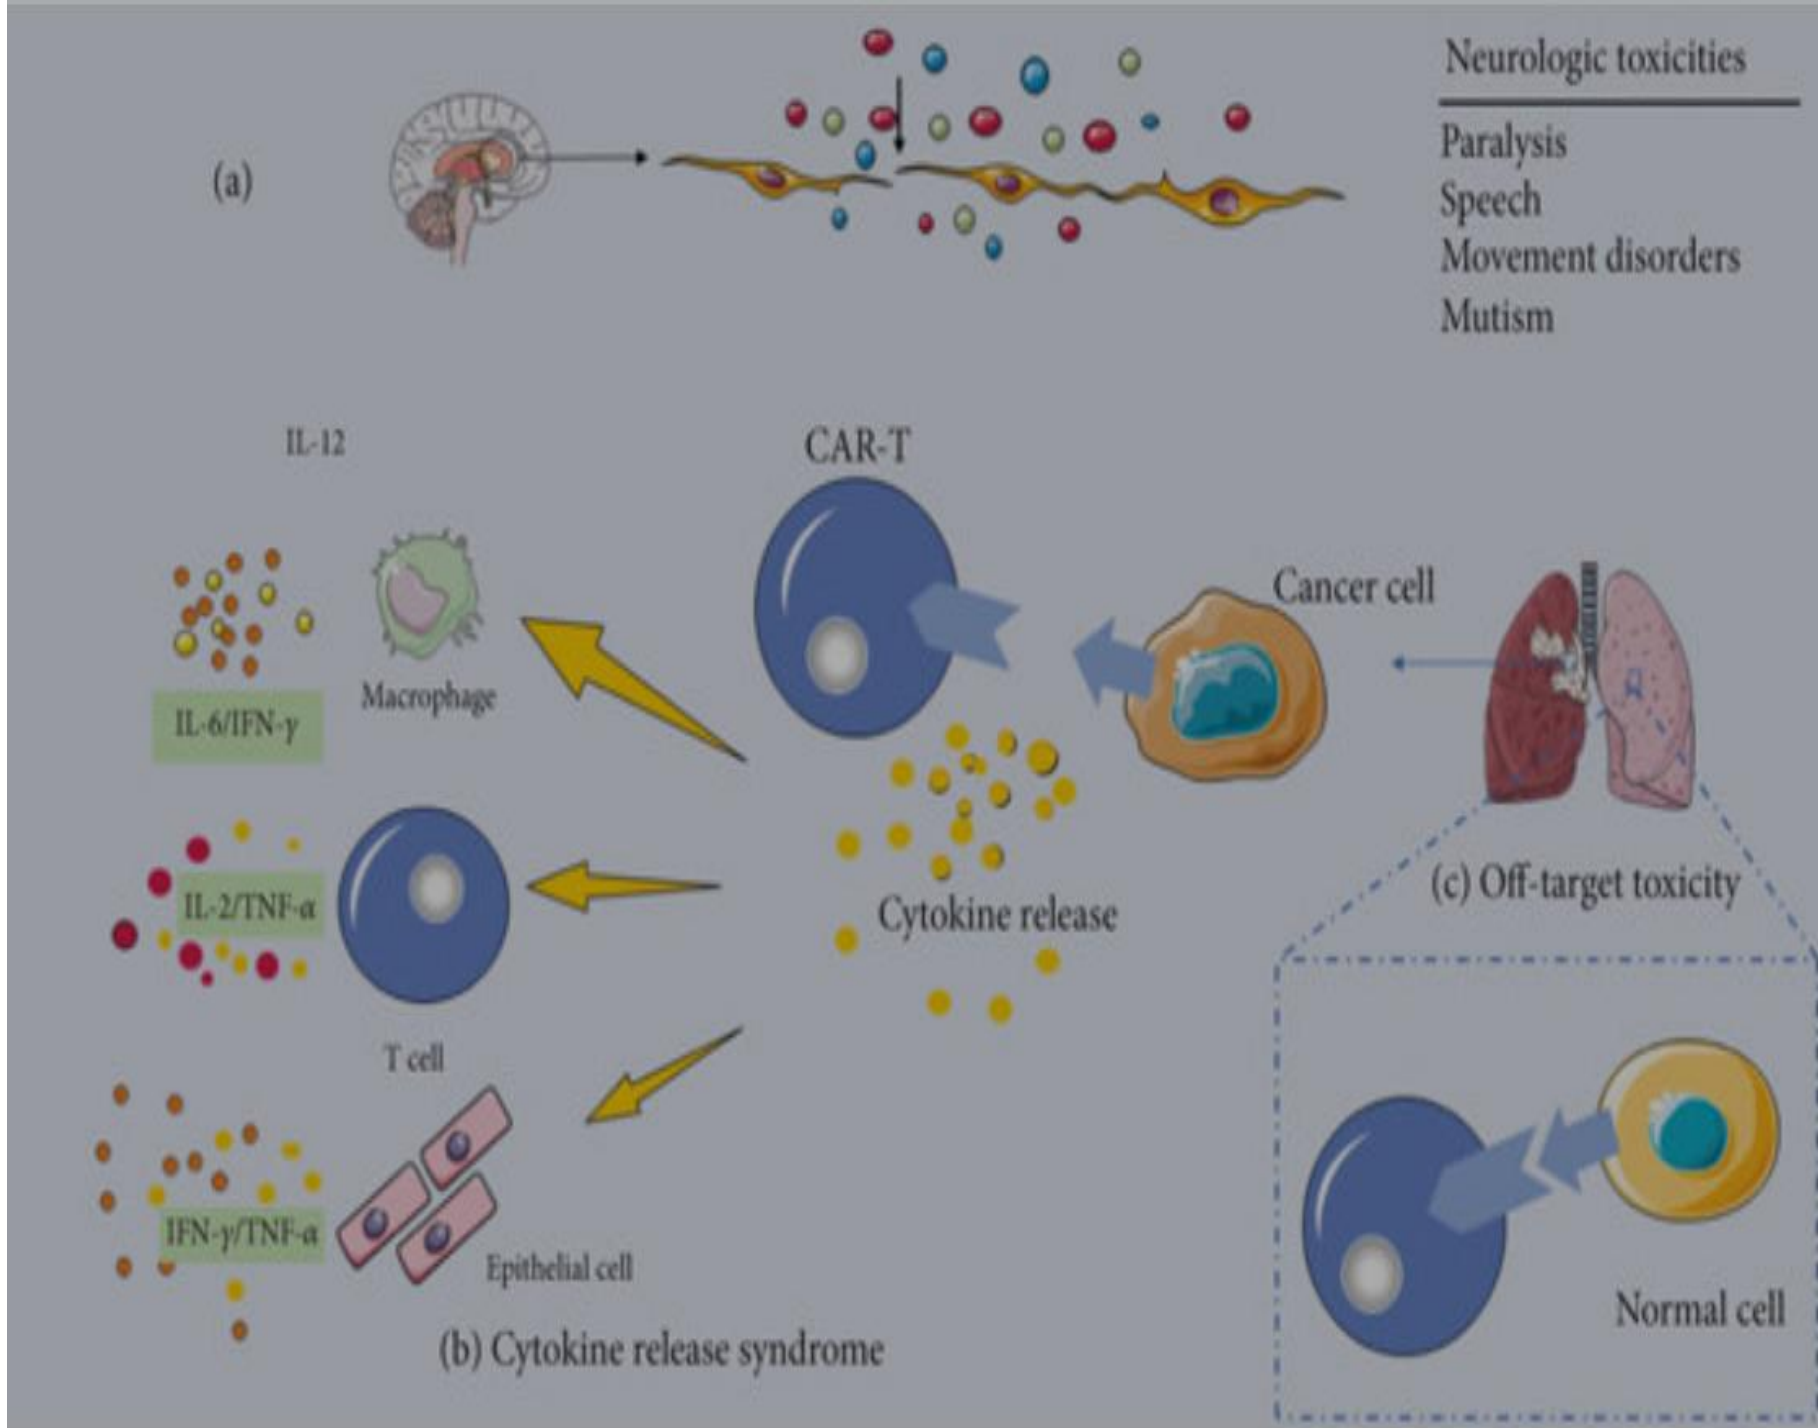 (a)
Neurologic toxicities
Paralysis
Speech
Movement disorders
Mutism
IL-12
CAR-T
Cancer cell
Macrophage
IL-6/IFN-γ
IL-2/TNF-α
Cytokine release
(c) Off-target toxicity
T cell
IFN-γ/TNF-α
Epithelial cell
Normal cell
(b) Cytokine release syndrome